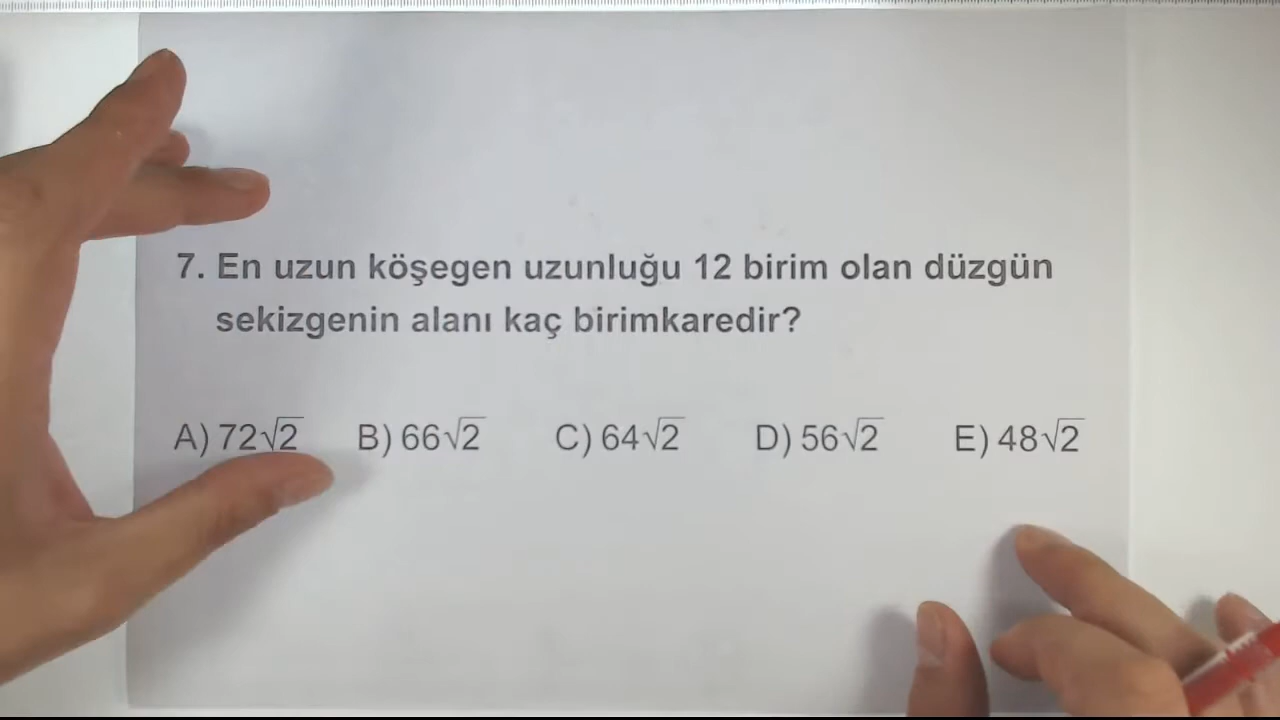 7. En uzun köşegen uzunluğu 12 birim olan düzgün
sekizgenin alanı kaç birimkaredir?
A) 72√2 B) 66√2 C) 64√2 D) 56√2 E) 48√2